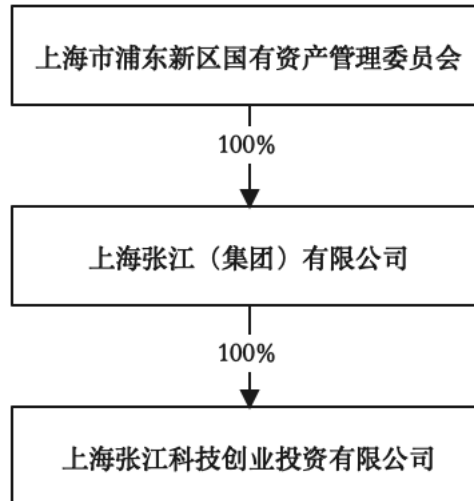 上海市浦东新区国有资产管理委员会
100%
上海张江（集团）有限公司
100%
上海张江科技创业投资有限公司